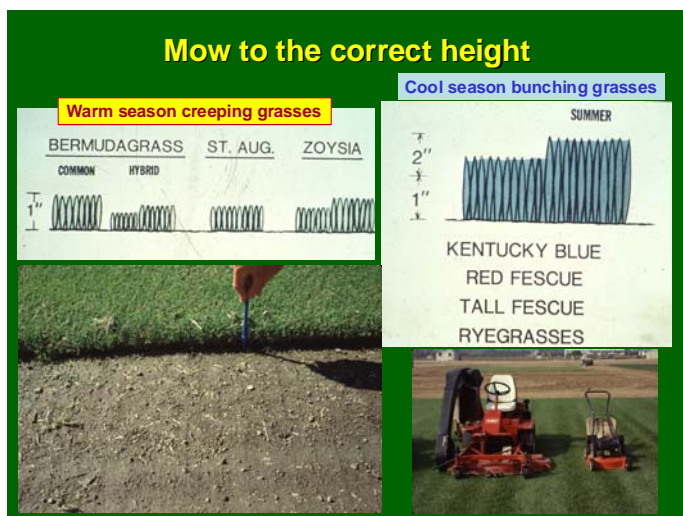 Mow to the correct height
Warm season creeping grasses
BERMUDAGRASS ST. AUG. ZOYSIA
COMMON HYBRID
1"
Cool season bunching grasses
SUMMER
2"
1"
KENTUCKY BLUE
RED FESCUE
TALL FESCUE
RYEGRASSES